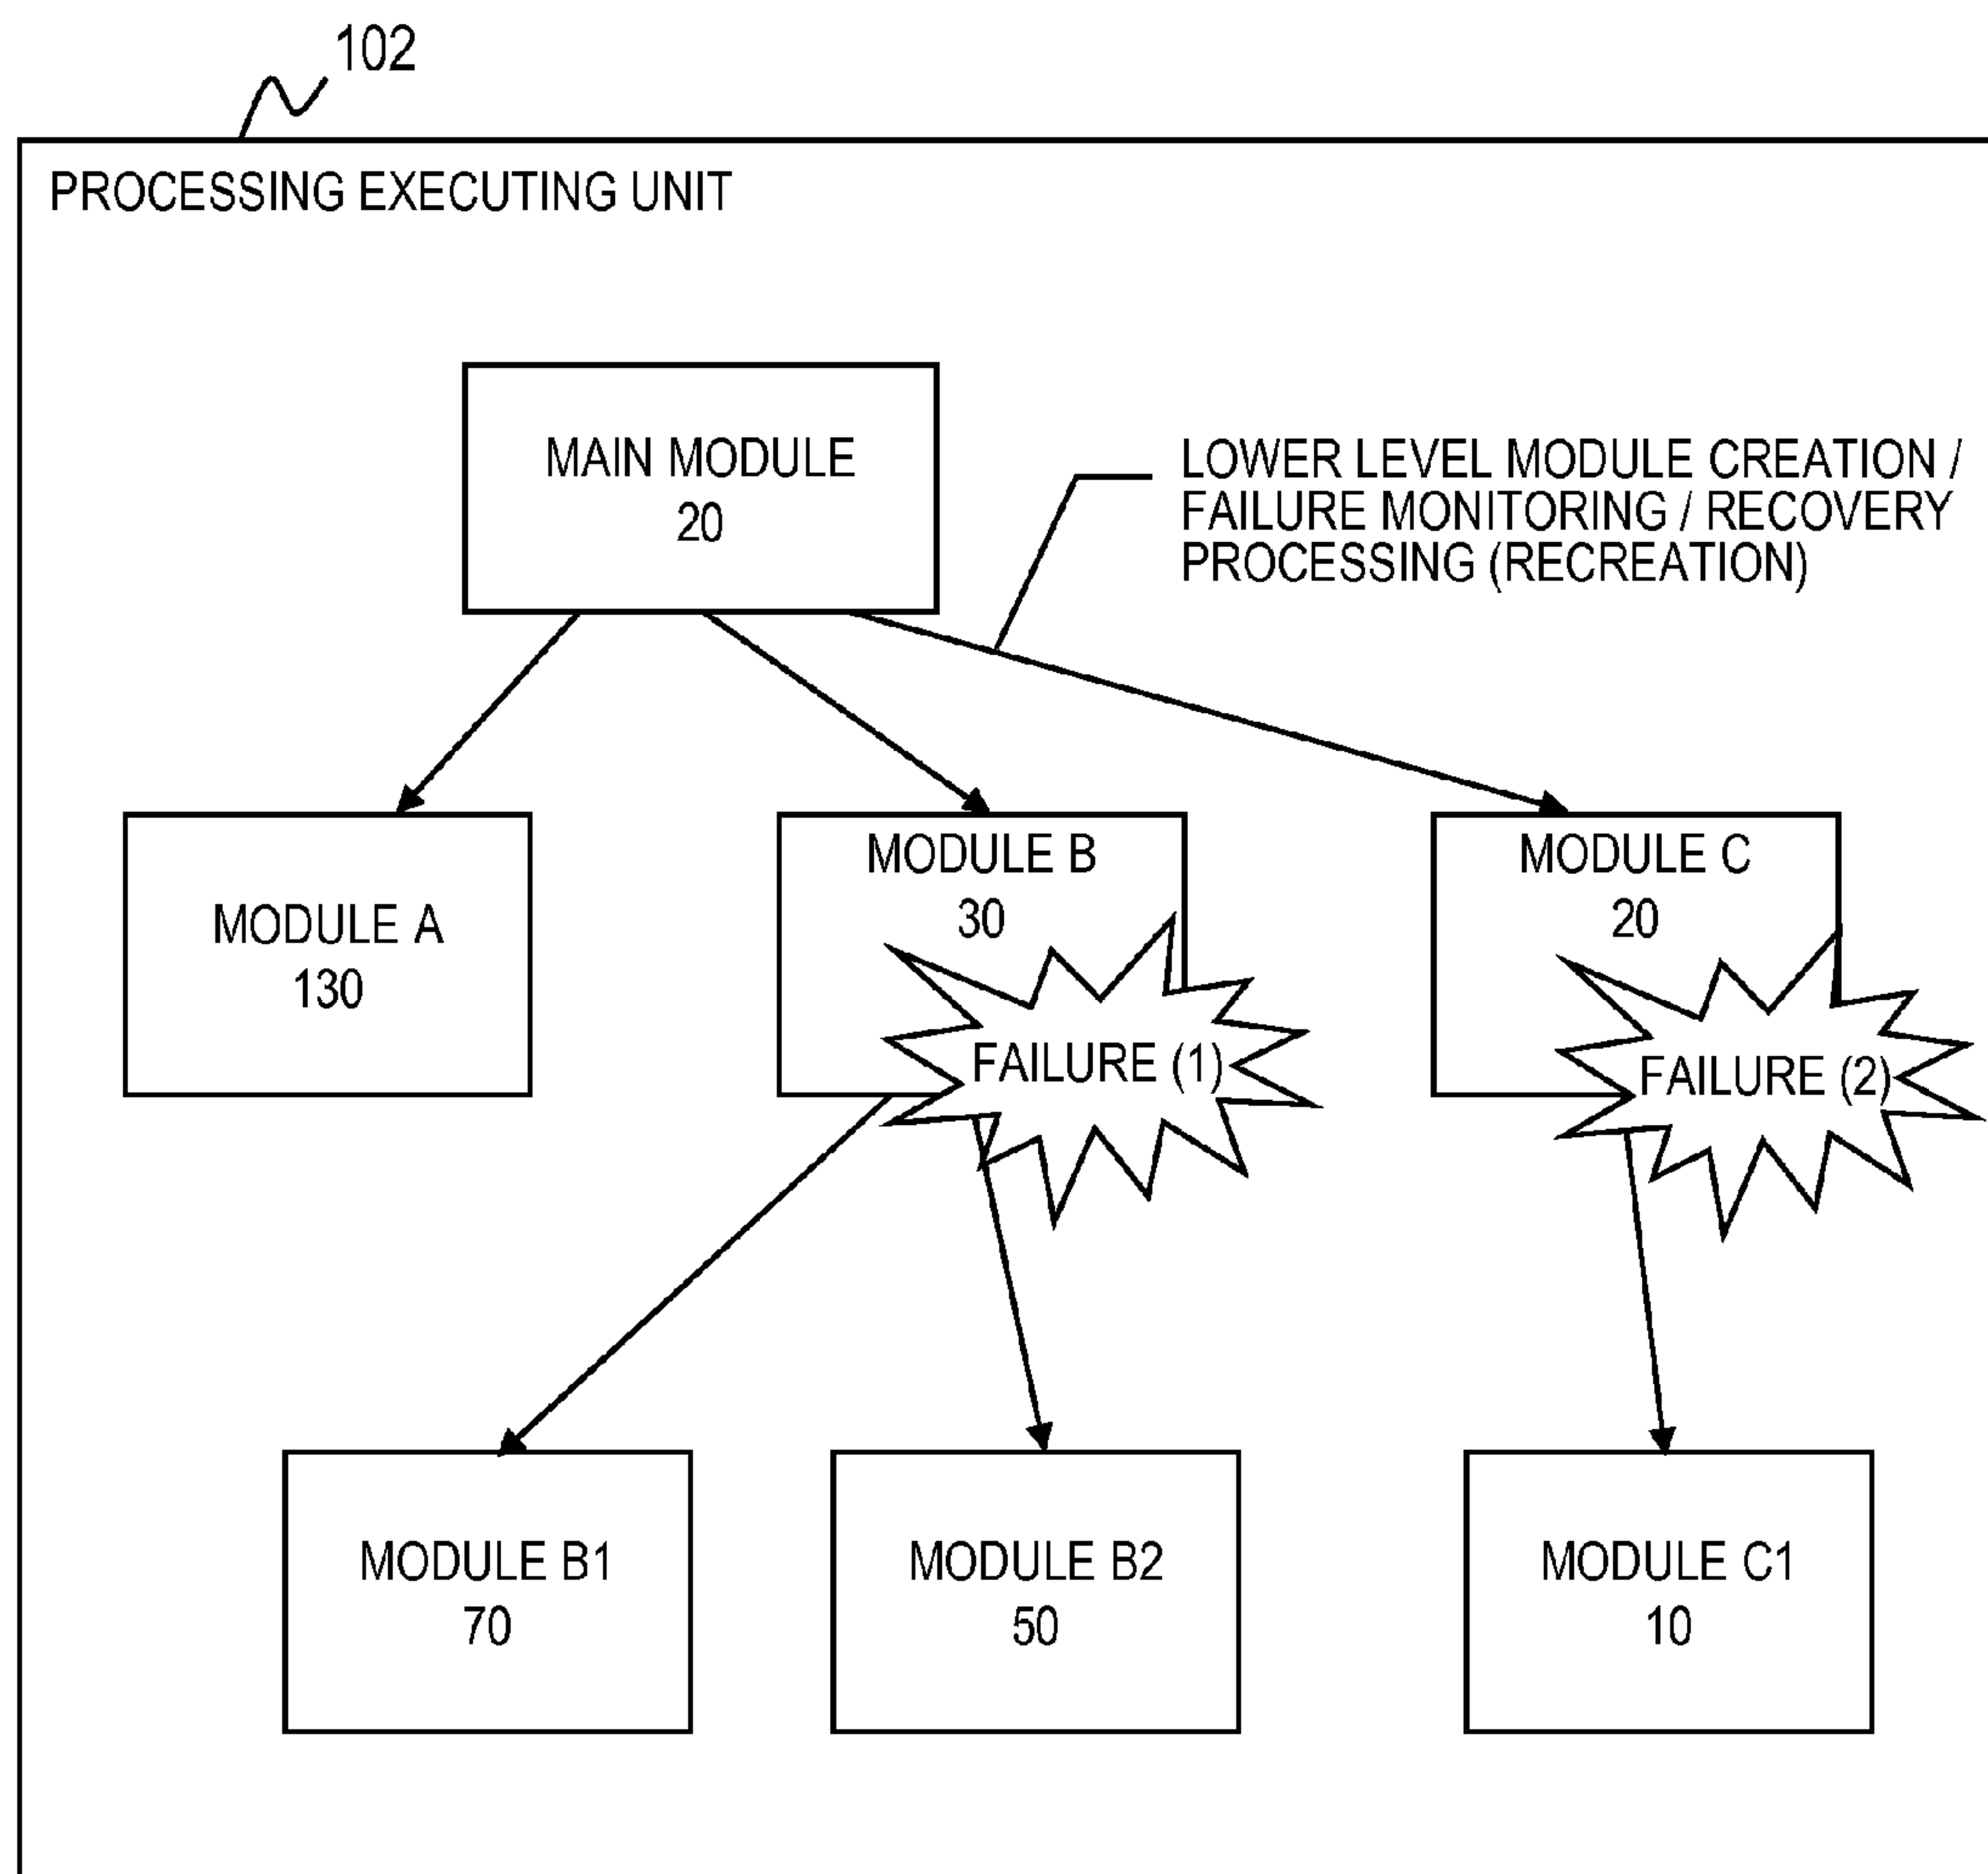 102
PROCESSING EXECUTING UNIT
MAIN MODULE
20
LOWER LEVEL MODULE CREATION /
FAILURE MONITORING / RECOVERY
PROCESSING (RECREATION)
MODULE A
130
MODULE B
30
FAILURE (1)
MODULE C
20
FAILURE (2)
MODULE B1
70
MODULE B2
50
MODULE C1
10